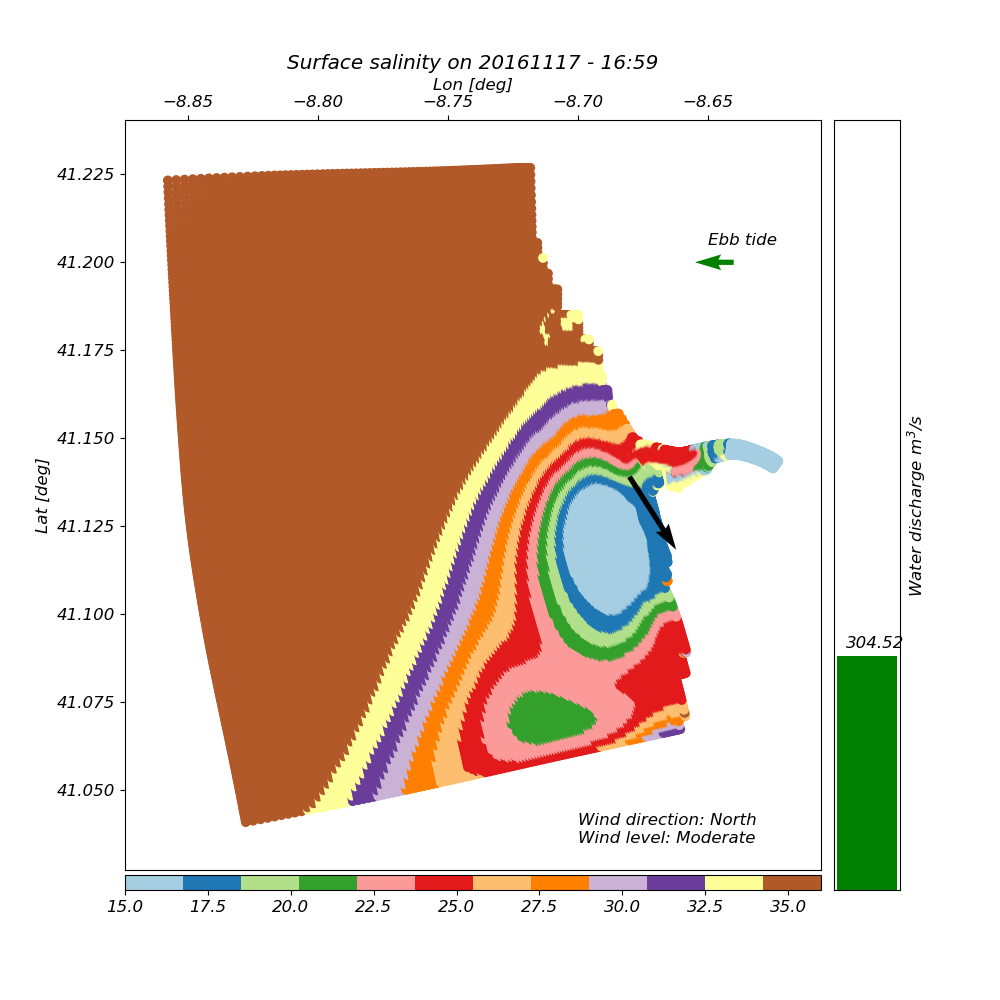 Surface salinity on 20161117 - 16:59
Lon [deg]
−8.85 −8.80 −8.75 −8.70 −8.65
41.225
41.200
41.175
41.150
41.125
41.100
41.075
41.050
Lat [deg]
Ebb tide
Wind direction: North
Wind level: Moderate
304.52
Water discharge m³/s
15.0 17.5 20.0 22.5 25.0 27.5 30.0 32.5 35.0